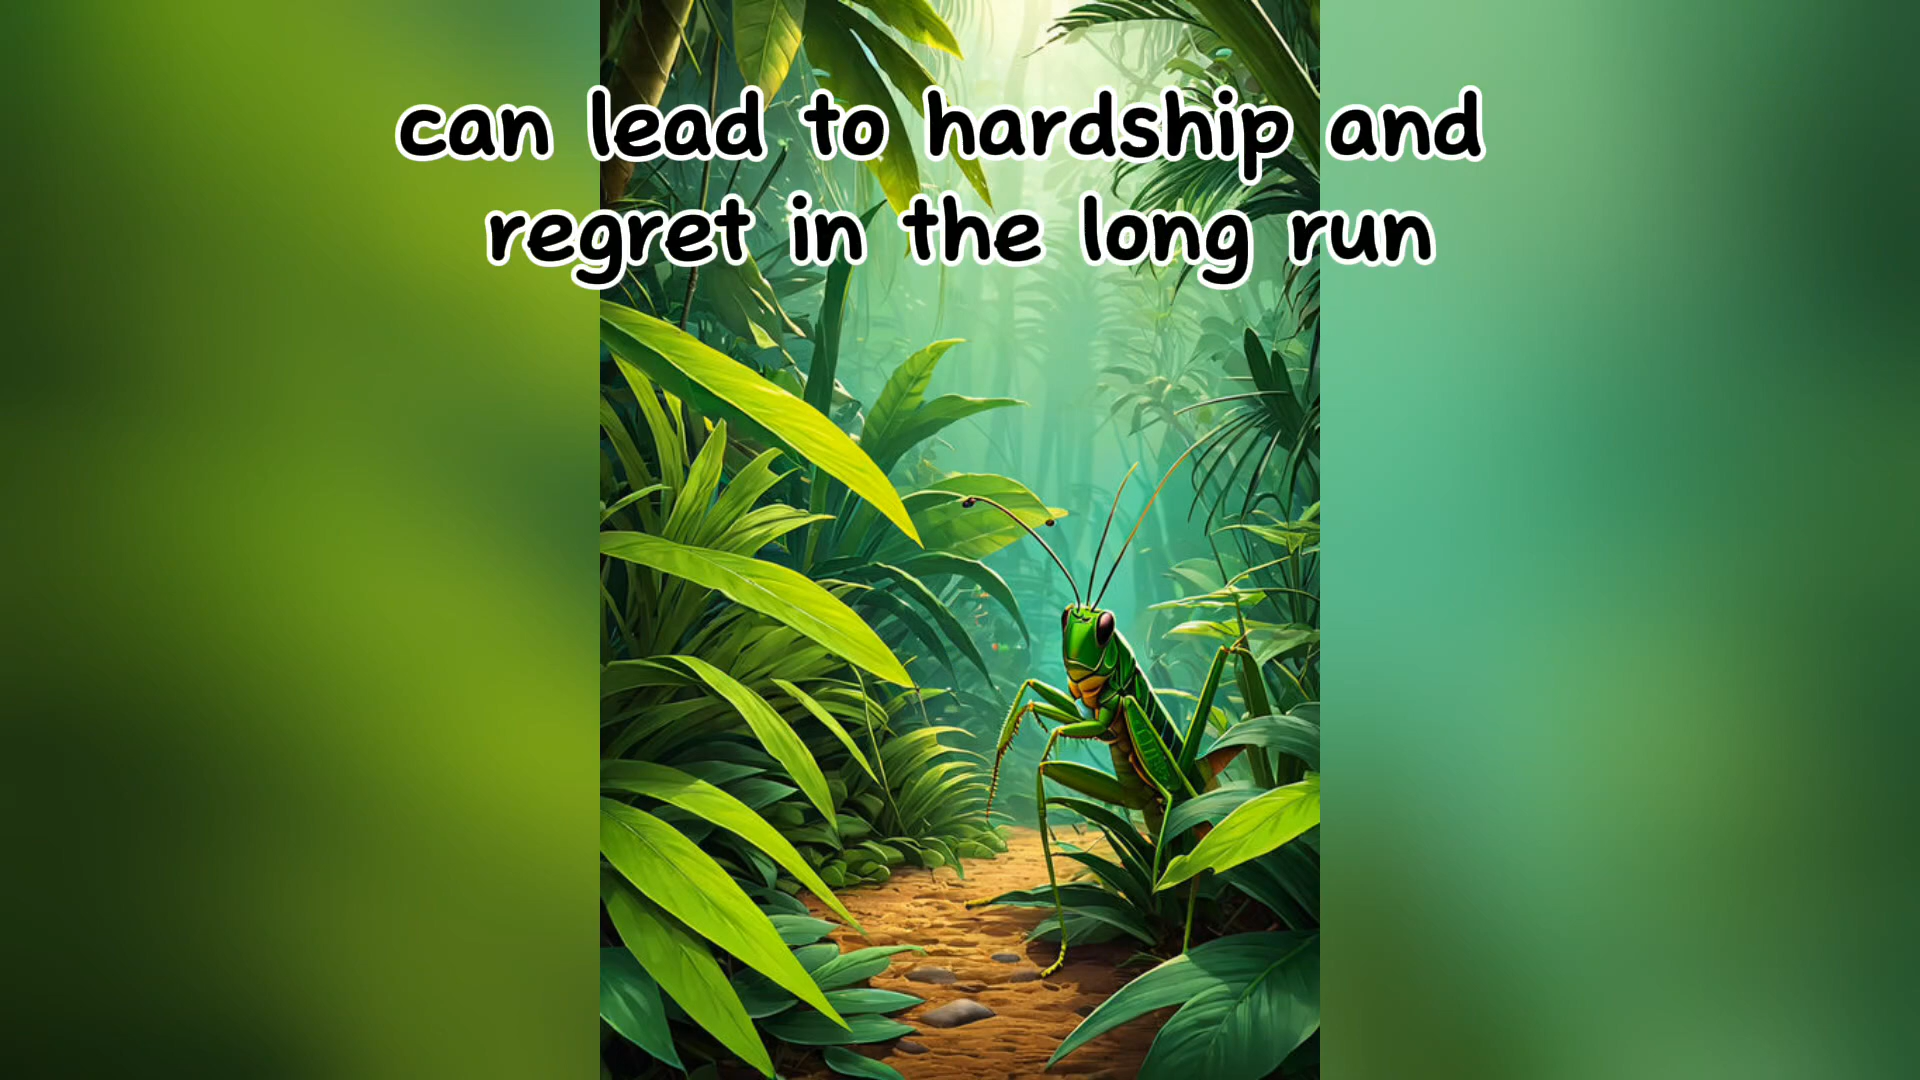 can lead to hardship and
regret in the long run